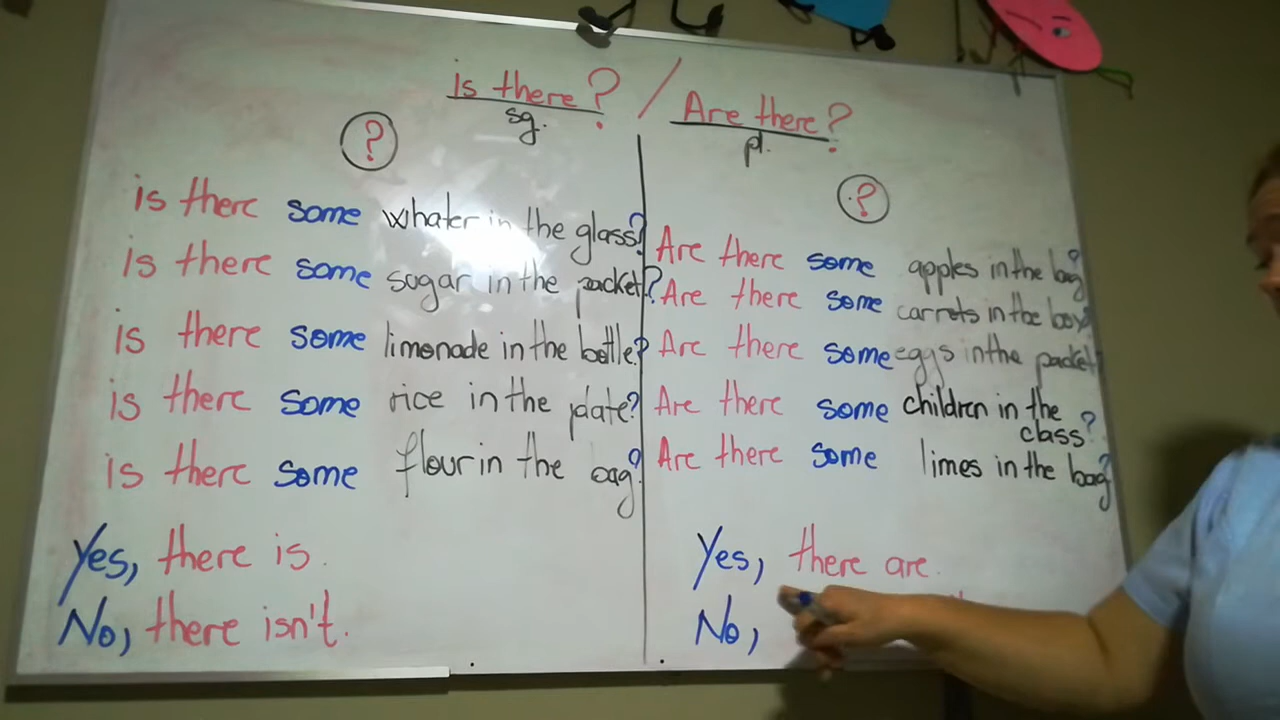 is there? / Are there?
sg.
pl.
?
is there some whater in the glass?
is there some sugar in the packet?
is there some limonade in the bottle?
is there some rice in the plate?
is there some flour in the bag?
Yes, there is.
No, there isn't.
?
Are there some apples in the bag?
Are there some carrets in the box?
Are there some eggs in the packet?
Are there some children in the
class?
Are there some limes in the bag?
Yes, there are.
No,